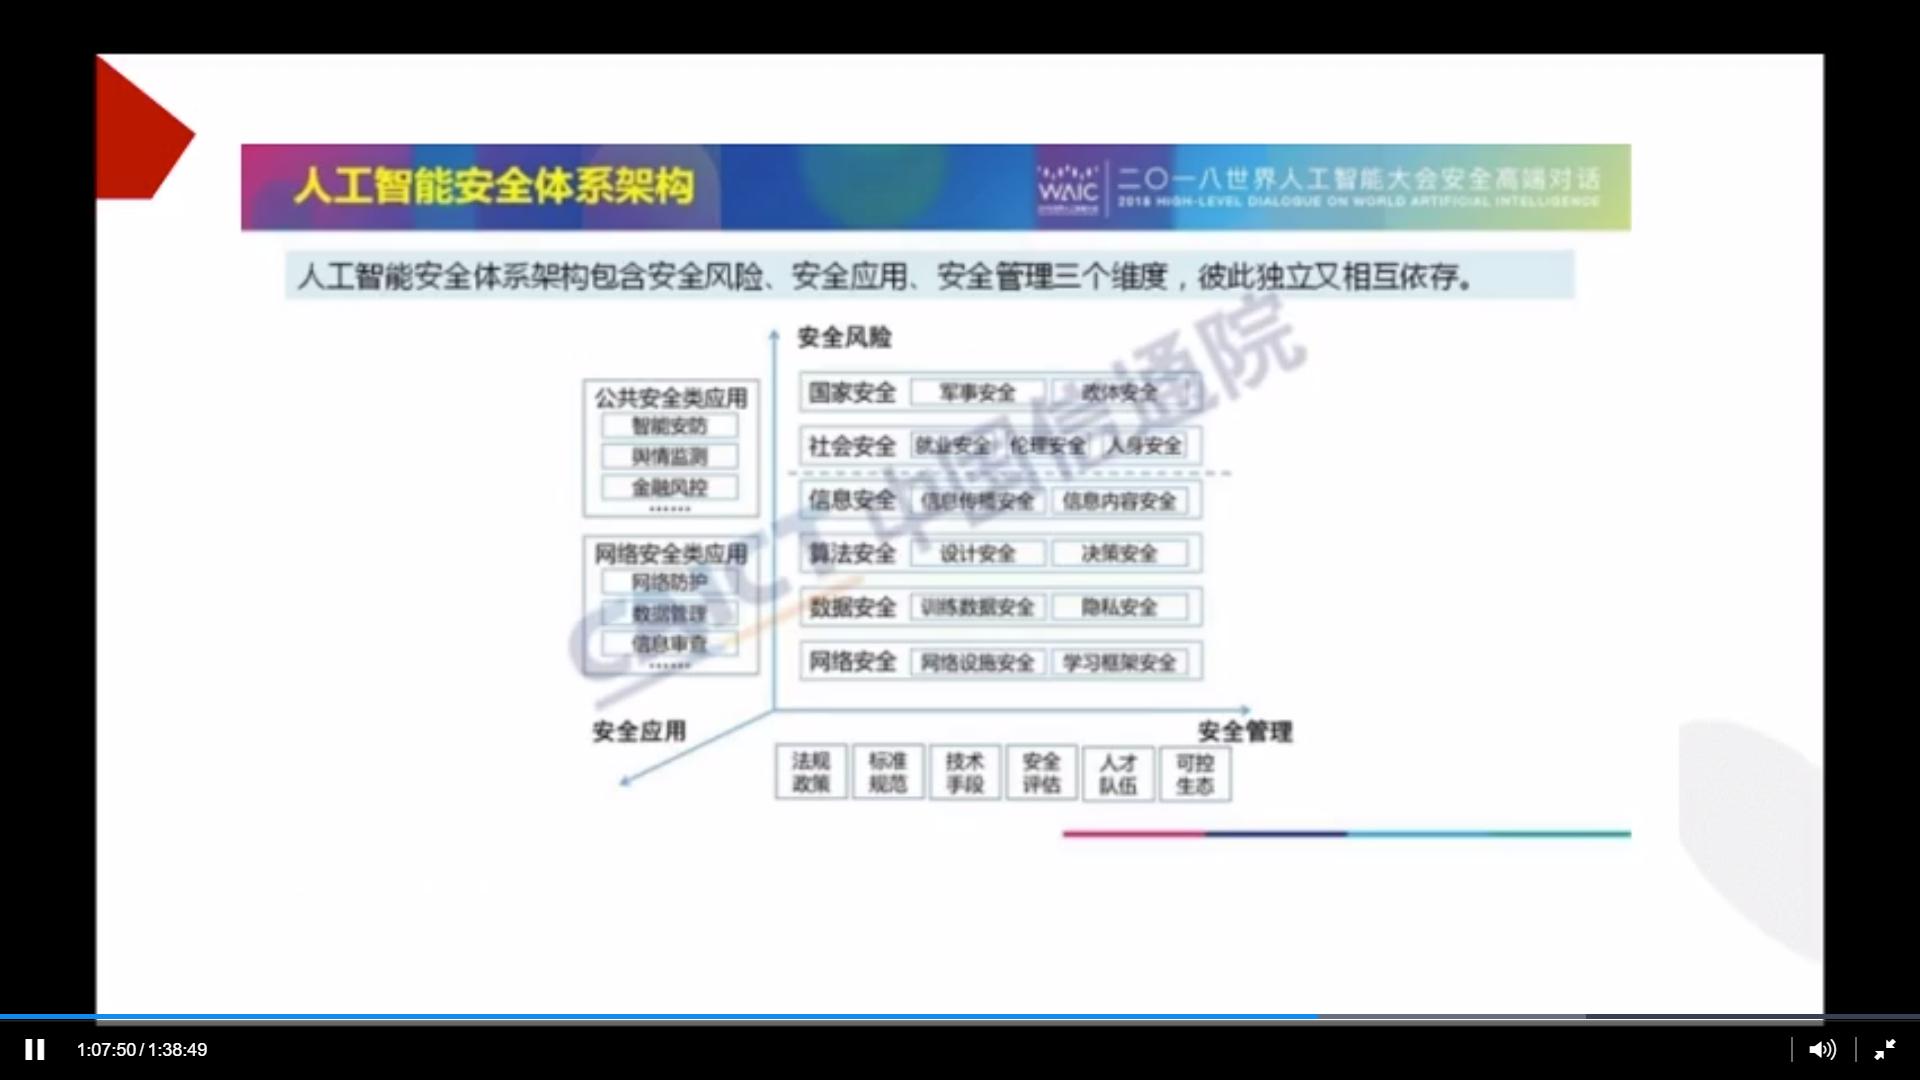 人工智能安全体系架构
WAIC
二〇一八世界人工智能大会安全高端对话
2018 HIGH-LEVEL DIALOGUE ON WORLD ARTIFICIAL INTELLIGENCE
人工智能安全体系架构包含安全风险、安全应用、安全管理三个维度，彼此独立又相互依存。
安全风险
公共安全类应用
智能安防
舆情监测
金融风控
......
网络安全类应用
网络防护
数据管理
信息审查
......
国家安全 军事安全 政体安全
社会安全 就业安全 伦理安全 人身安全
信息安全 信息传播安全 信息内容安全
算法安全 设计安全 决策安全
数据安全 训练数据安全 隐私安全
网络安全 网络设施安全 学习框架安全
CAICT 中国信通院
安全应用
安全管理
法规政策
标准规范
技术手段
安全评估
人才队伍
可控生态
1:07:50 / 1:38:49